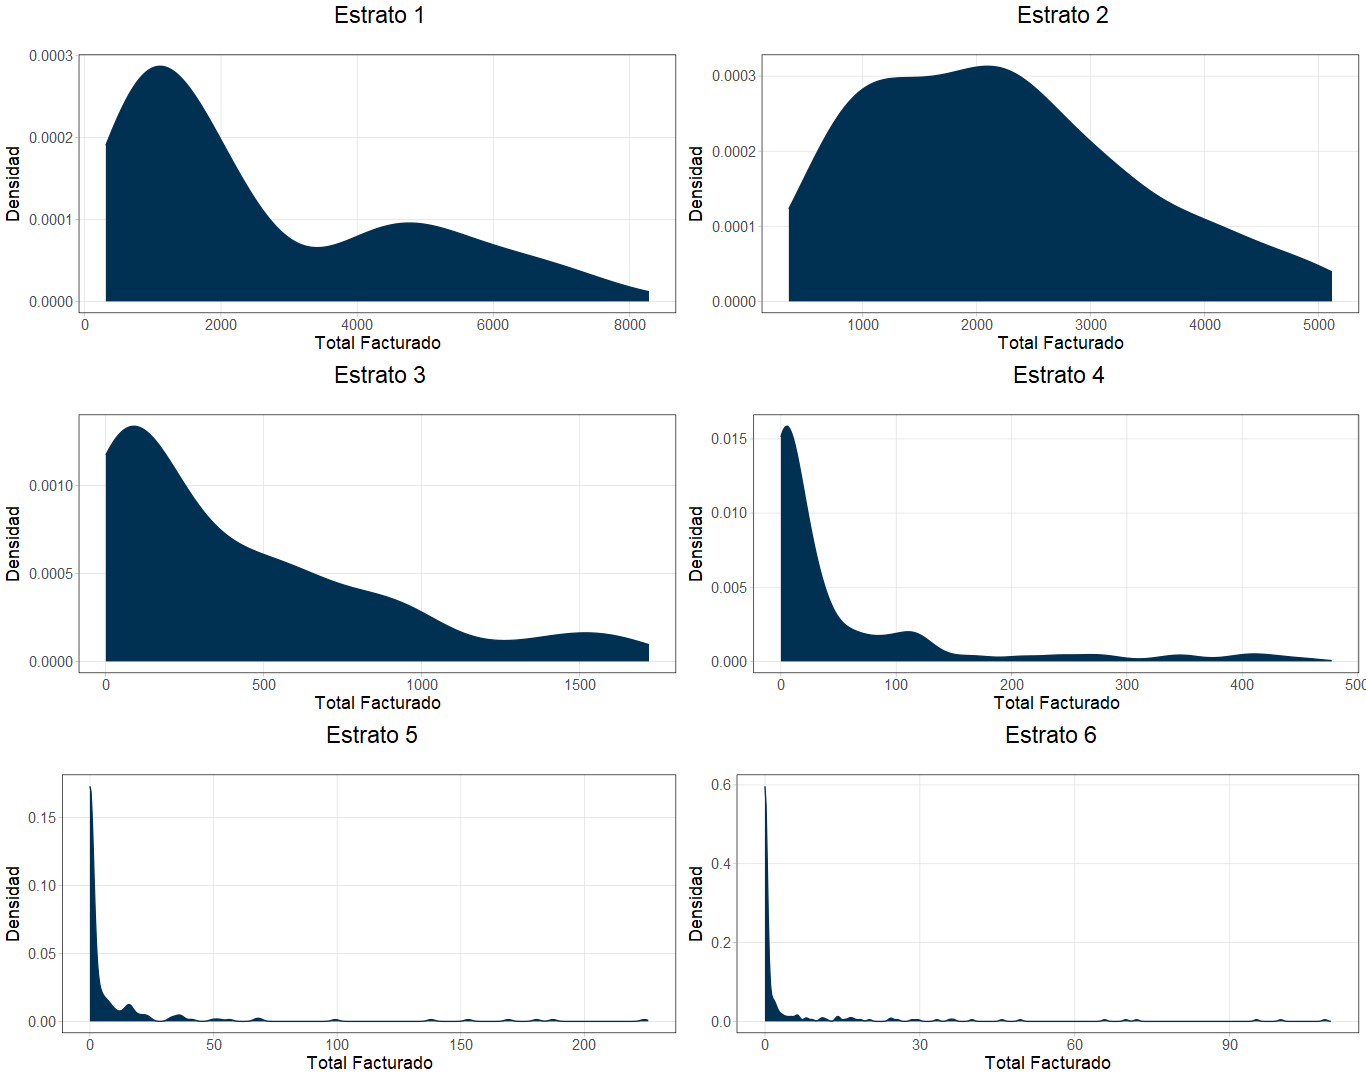 Estrato 1
Densidad
0.0003
0.0002
0.0001
0.0000
0 2000 4000 6000 8000
Total Facturado
Estrato 2
Densidad
0.0003
0.0002
0.0001
0.0000
1000 2000 3000 4000 5000
Total Facturado
Estrato 3
Densidad
0.0010
0.0005
0.0000
0 500 1000 1500
Total Facturado
Estrato 4
Densidad
0.015
0.010
0.005
0.000
0 100 200 300 400 500
Total Facturado
Estrato 5
Densidad
0.15
0.10
0.05
0.00
0 50 100 150 200
Total Facturado
Estrato 6
Densidad
0.6
0.4
0.2
0.0
0 30 60 90
Total Facturado